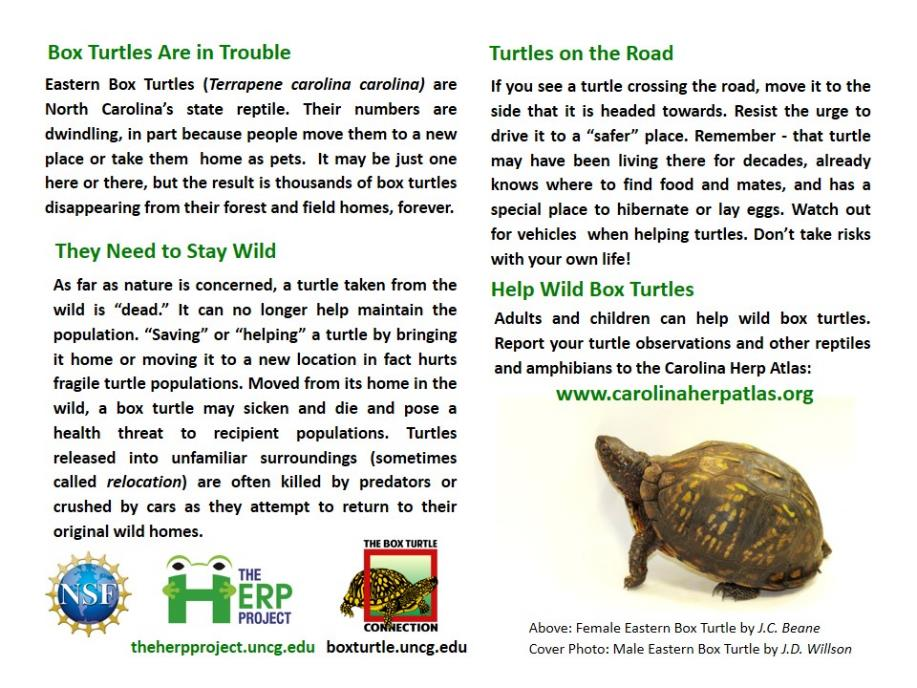 Box Turtles Are in Trouble
Eastern Box Turtles (Terrapene carolina carolina) are
North Carolina's state reptile. Their numbers are
dwindling, in part because people move them to a new
place or take them home as pets. It may be just one
here or there, but the result is thousands of box turtles
disappearing from their forest and field homes, forever.
They Need to Stay Wild
As far as nature is concerned, a turtle taken from the
wild is “dead.” It can no longer help maintain the
population. “Saving” or “helping” a turtle by bringing
it home or moving it to a new location in fact hurts
fragile turtle populations. Moved from its home in the
wild, a box turtle may sicken and die and pose a
health threat to recipient populations. Turtles
released into unfamiliar surroundings (sometimes
called relocation) are often killed by predators or
crushed by cars as they attempt to return to their
original wild homes.
NSF
THE
HERP
PROJECT
theherpproject.uncg.edu
THE BOX TURTLE
CONNECTION
boxturtle.uncg.edu
Turtles on the Road
If you see a turtle crossing the road, move it to the
side that it is headed towards. Resist the urge to
drive it to a “safer” place. Remember - that turtle
may have been living there for decades, already
knows where to find food and mates, and has a
special place to hibernate or lay eggs. Watch out
for vehicles when helping turtles. Don't take risks
with your own life!
Help Wild Box Turtles
Adults and children can help wild box turtles.
Report your turtle observations and other reptiles
and amphibians to the Carolina Herp Atlas:
www.carolinaherpatlas.org
Above: Female Eastern Box Turtle by J.C. Beane
Cover Photo: Male Eastern Box Turtle by J.D. Willson